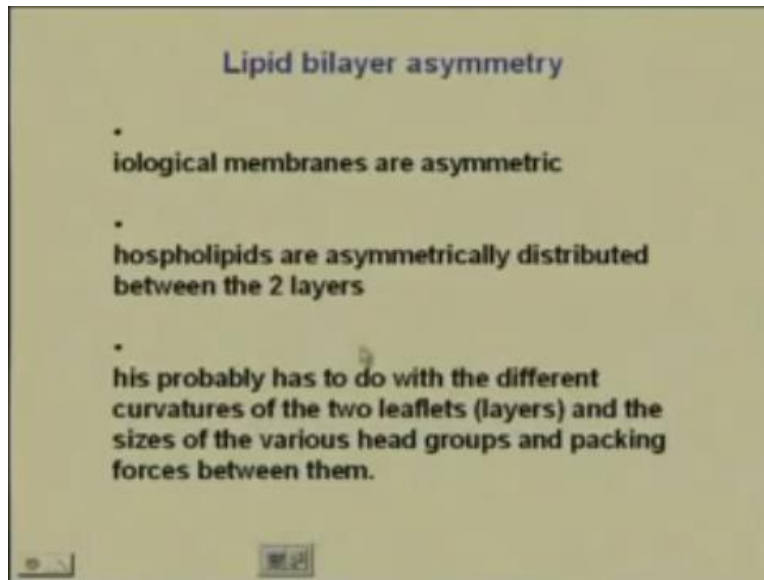 Lipid bilayer asymmetry
•
iological membranes are asymmetric
•
hospholipids are asymmetrically distributed
between the 2 layers
•
his probably has to do with the different
curvatures of the two leaflets (layers) and the
sizes of the various head groups and packing
forces between them.